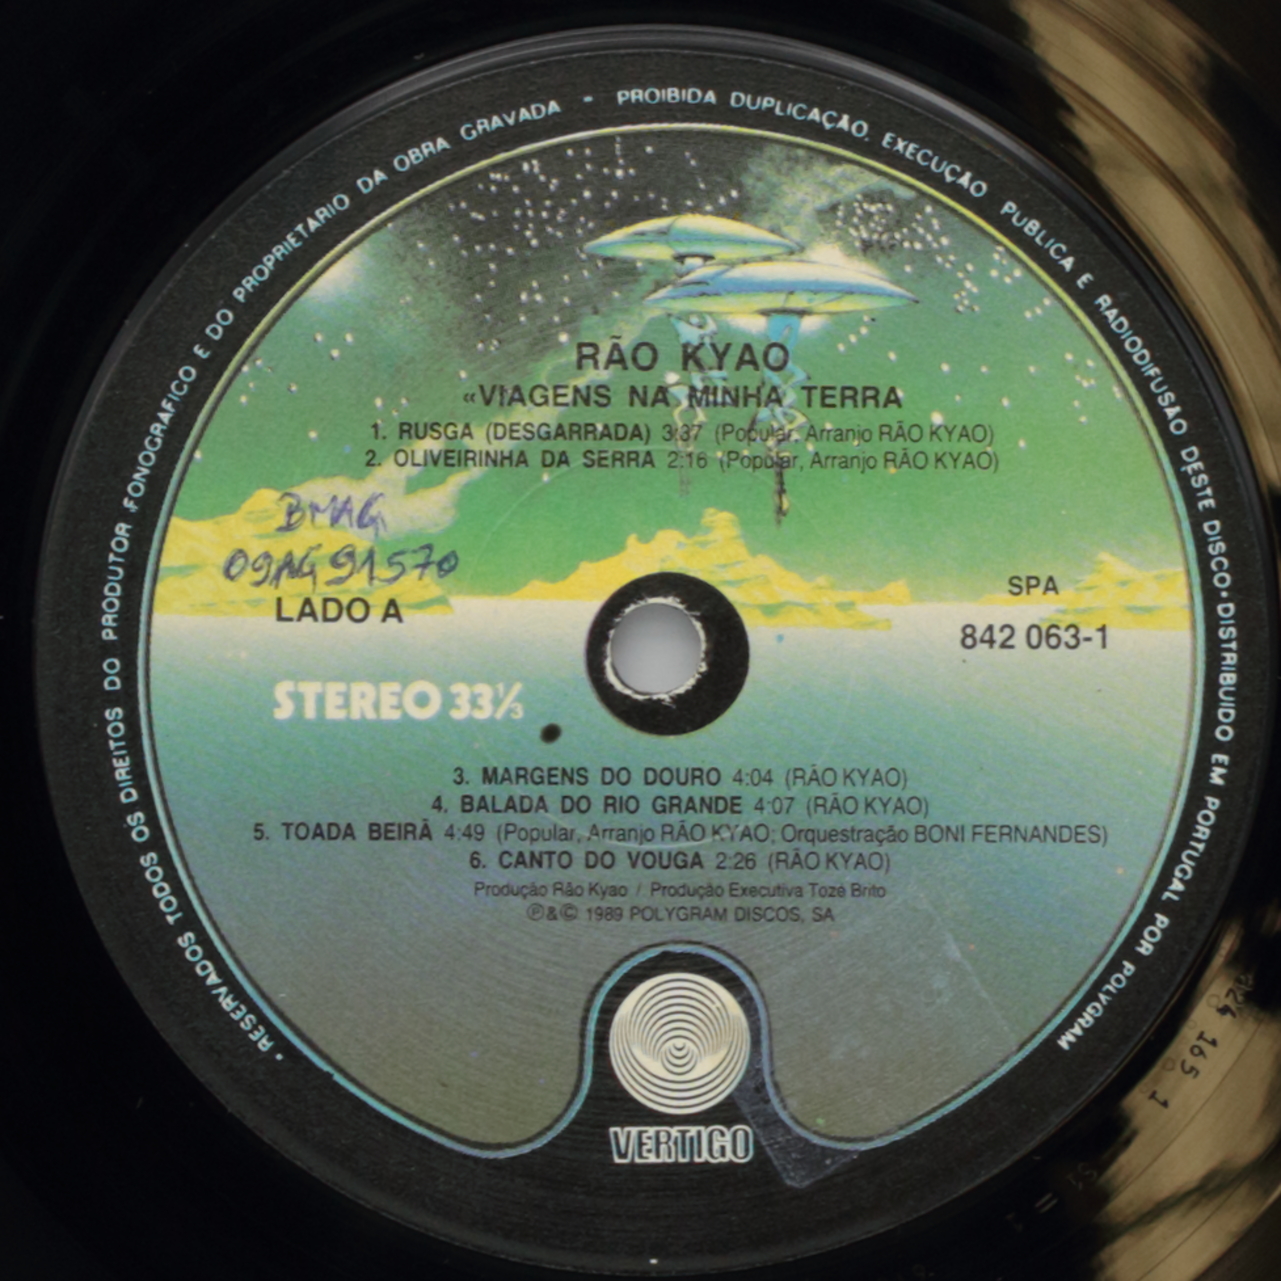 • RESERVADOS TODOS OS DIREITOS DO PRODUTOR FONOGRAFICO E DO PROPRIETARIO DA OBRA GRAVADA - PROIBIDA DUPLICAÇÃO, EXECUÇÃO PUBLICA E RADIODIFUSÃO DESTE DISCO • DISTRIBUIDO EM PORTUGAL POR POLYGRAM
RÃO KYAO
«VIAGENS NA MINHA TERRA
1. RUSGA (DESGARRADA) 3:37 (Popular, Arranjo RÃO KYAO)
2. OLIVEIRINHA DA SERRA 2:16 (Popular, Arranjo RÃO KYAO)
BMAG
09AG91570
LADO A
SPA
842 063-1
STEREO 33⅓
3. MARGENS DO DOURO 4:04 (RÃO KYAO)
4. BALADA DO RIO GRANDE 4:07 (RÃO KYAO)
5. TOADA BEIRÃ 4:49 (Popular, Arranjo RÃO KYAO; Orquestração BONI FERNANDES)
6. CANTO DO VOUGA 2:26 (RÃO KYAO)
Produção Rão Kyao / Produção Executiva Tozé Brito
℗&© 1989 POLYGRAM DISCOS, SA
VERTIGO